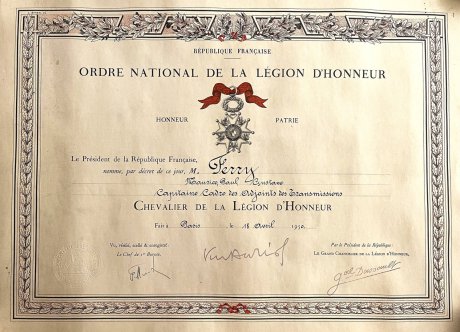 RÉPUBLIQUE FRANÇAISE
ORDRE NATIONAL DE LA LÉGION D'HONNEUR
HONNEUR PATRIE
Le Président de la République Française,
nomme, par décret de ce jour, M. Ferry
Maurice Paul Gustave
Capitaine Cadre des Adjoints des Transmissions
CHEVALIER DE LA LÉGION D'HONNEUR
Fait à Paris le 18 Avril
Vu, vérifié, scellé & enregistré:
Le Chef du 1er Bureau,
Par le Président de la République:
LE GRAND CHANCELIER DE LA LÉGION D'HONNEUR,